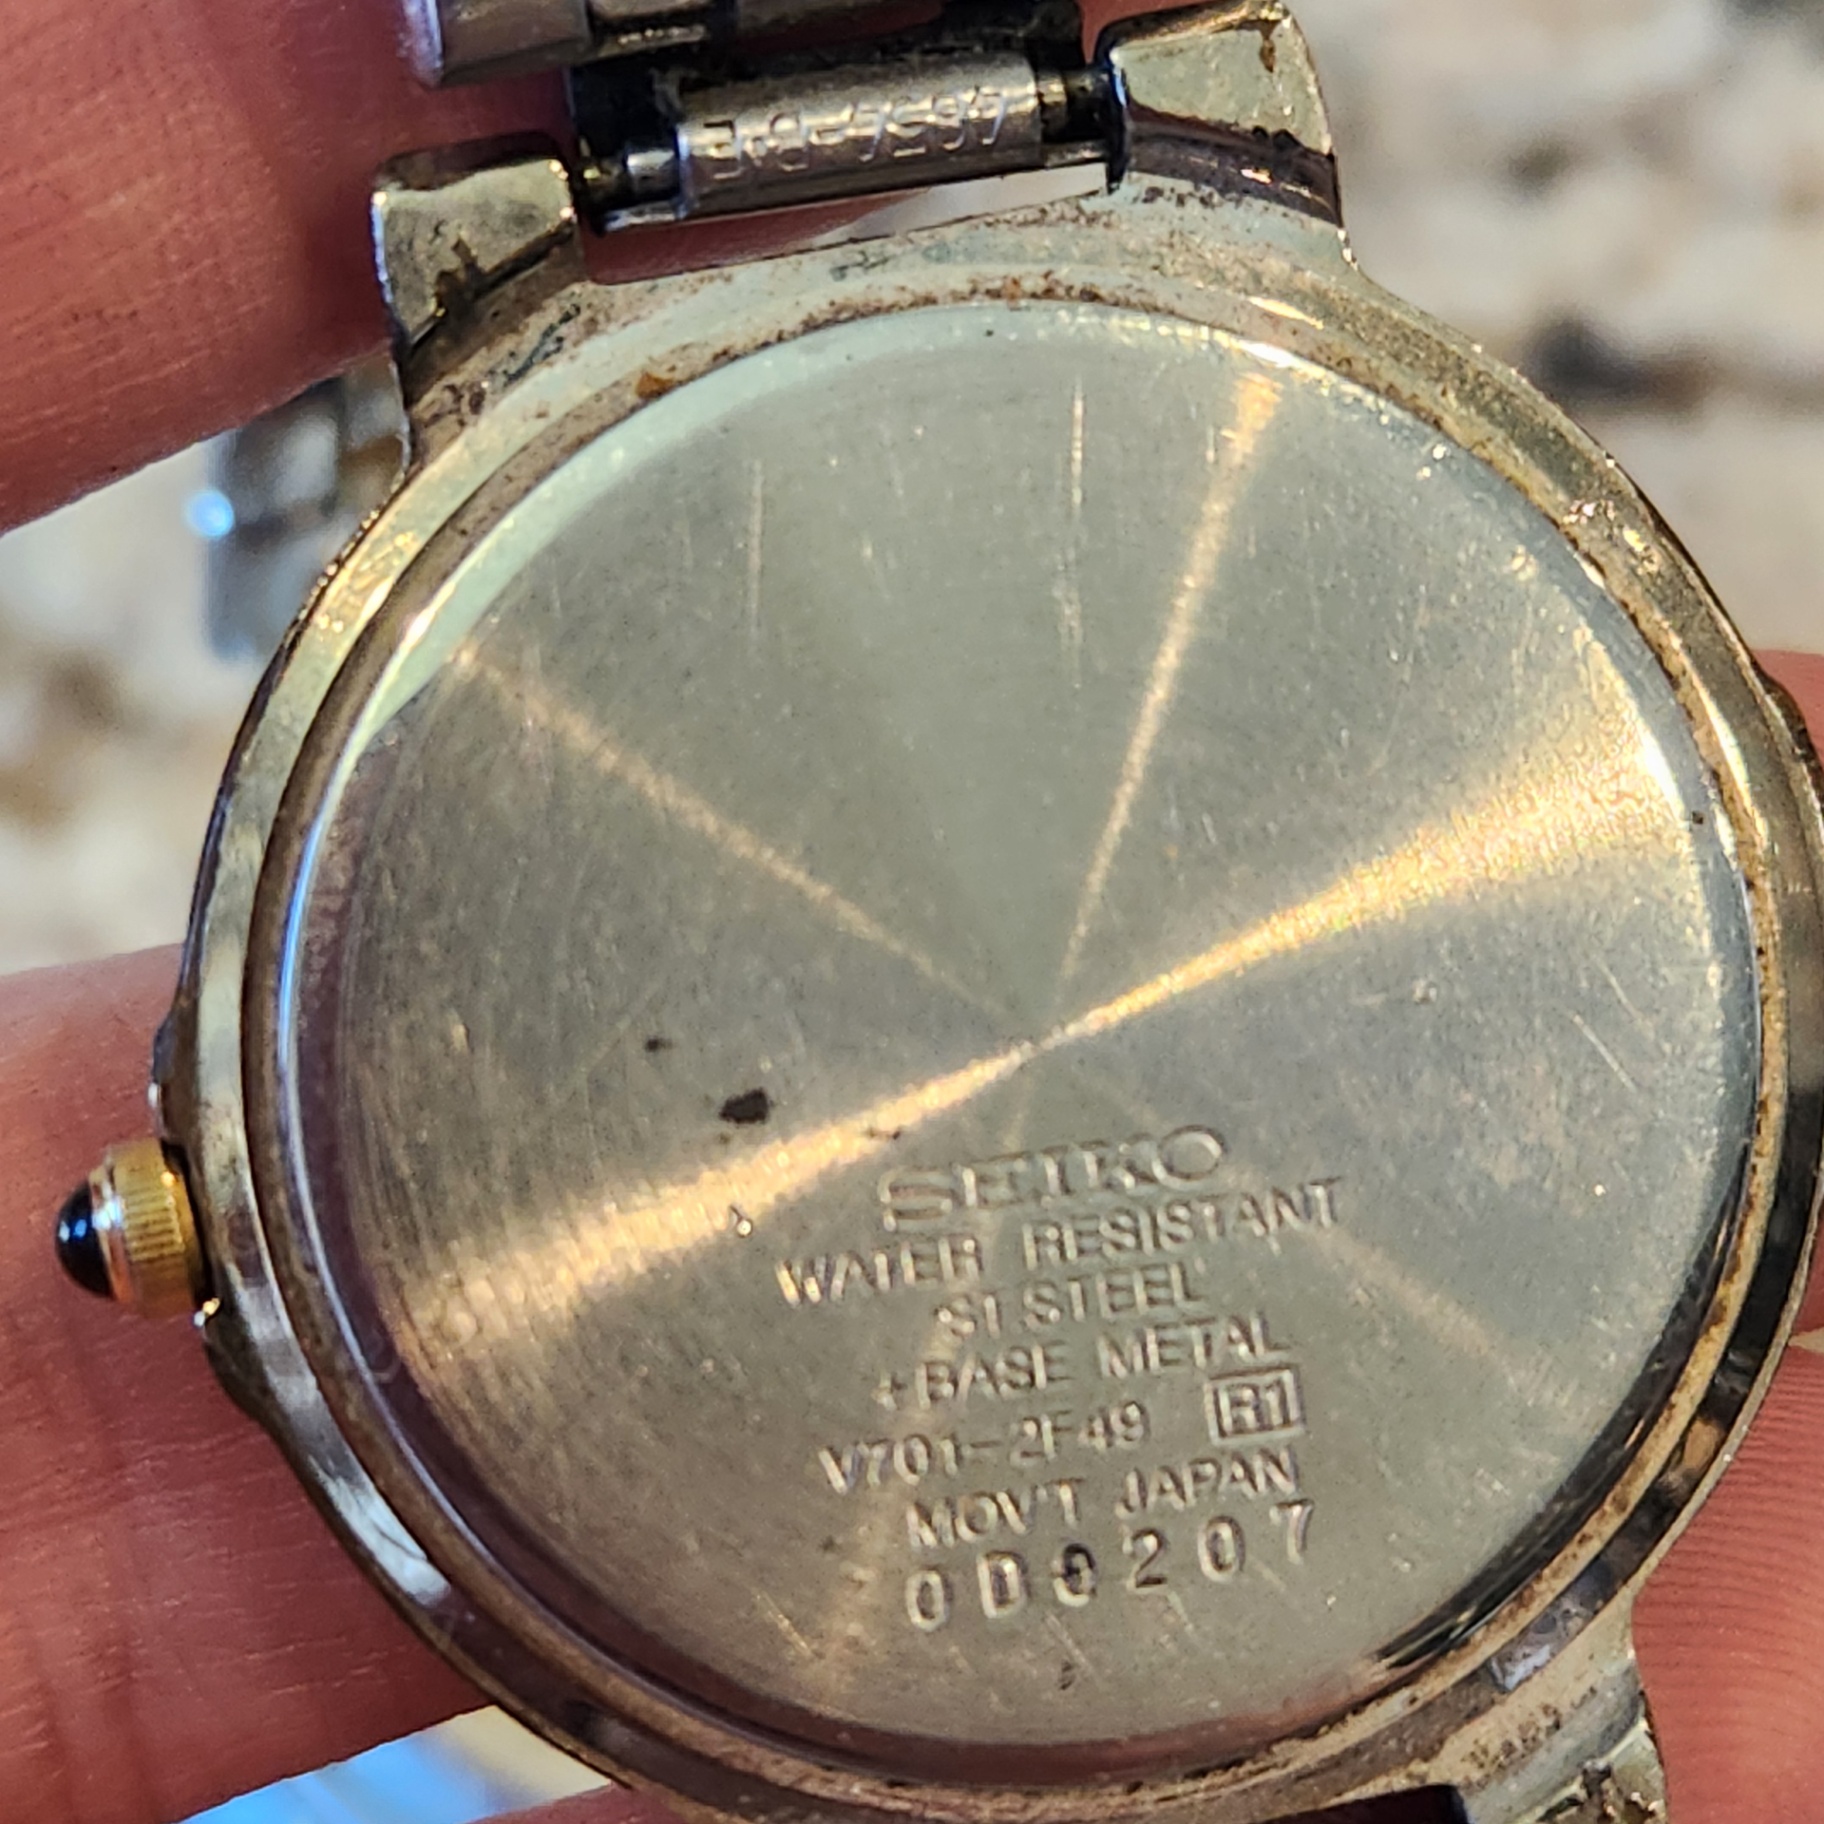 SEIKO
WATER RESISTANT
ST.STEEL
+BASE METAL
V701-2F49 R1
MOV'T JAPAN
0D0207